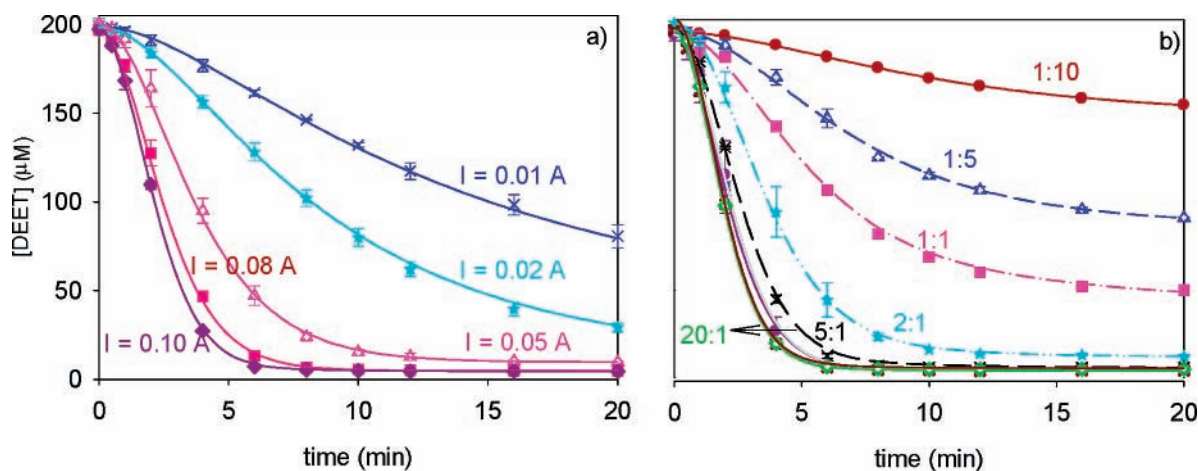 200
150
100
50
0
[DEET] (μM)
a)
I = 0.01 A
I = 0.02 A
I = 0.08 A
I = 0.05 A
I = 0.10 A
0 5 10 15 20
time (min)
b)
1:10
1:5
1:1
2:1
5:1
20:1
0 5 10 15 20
time (min)